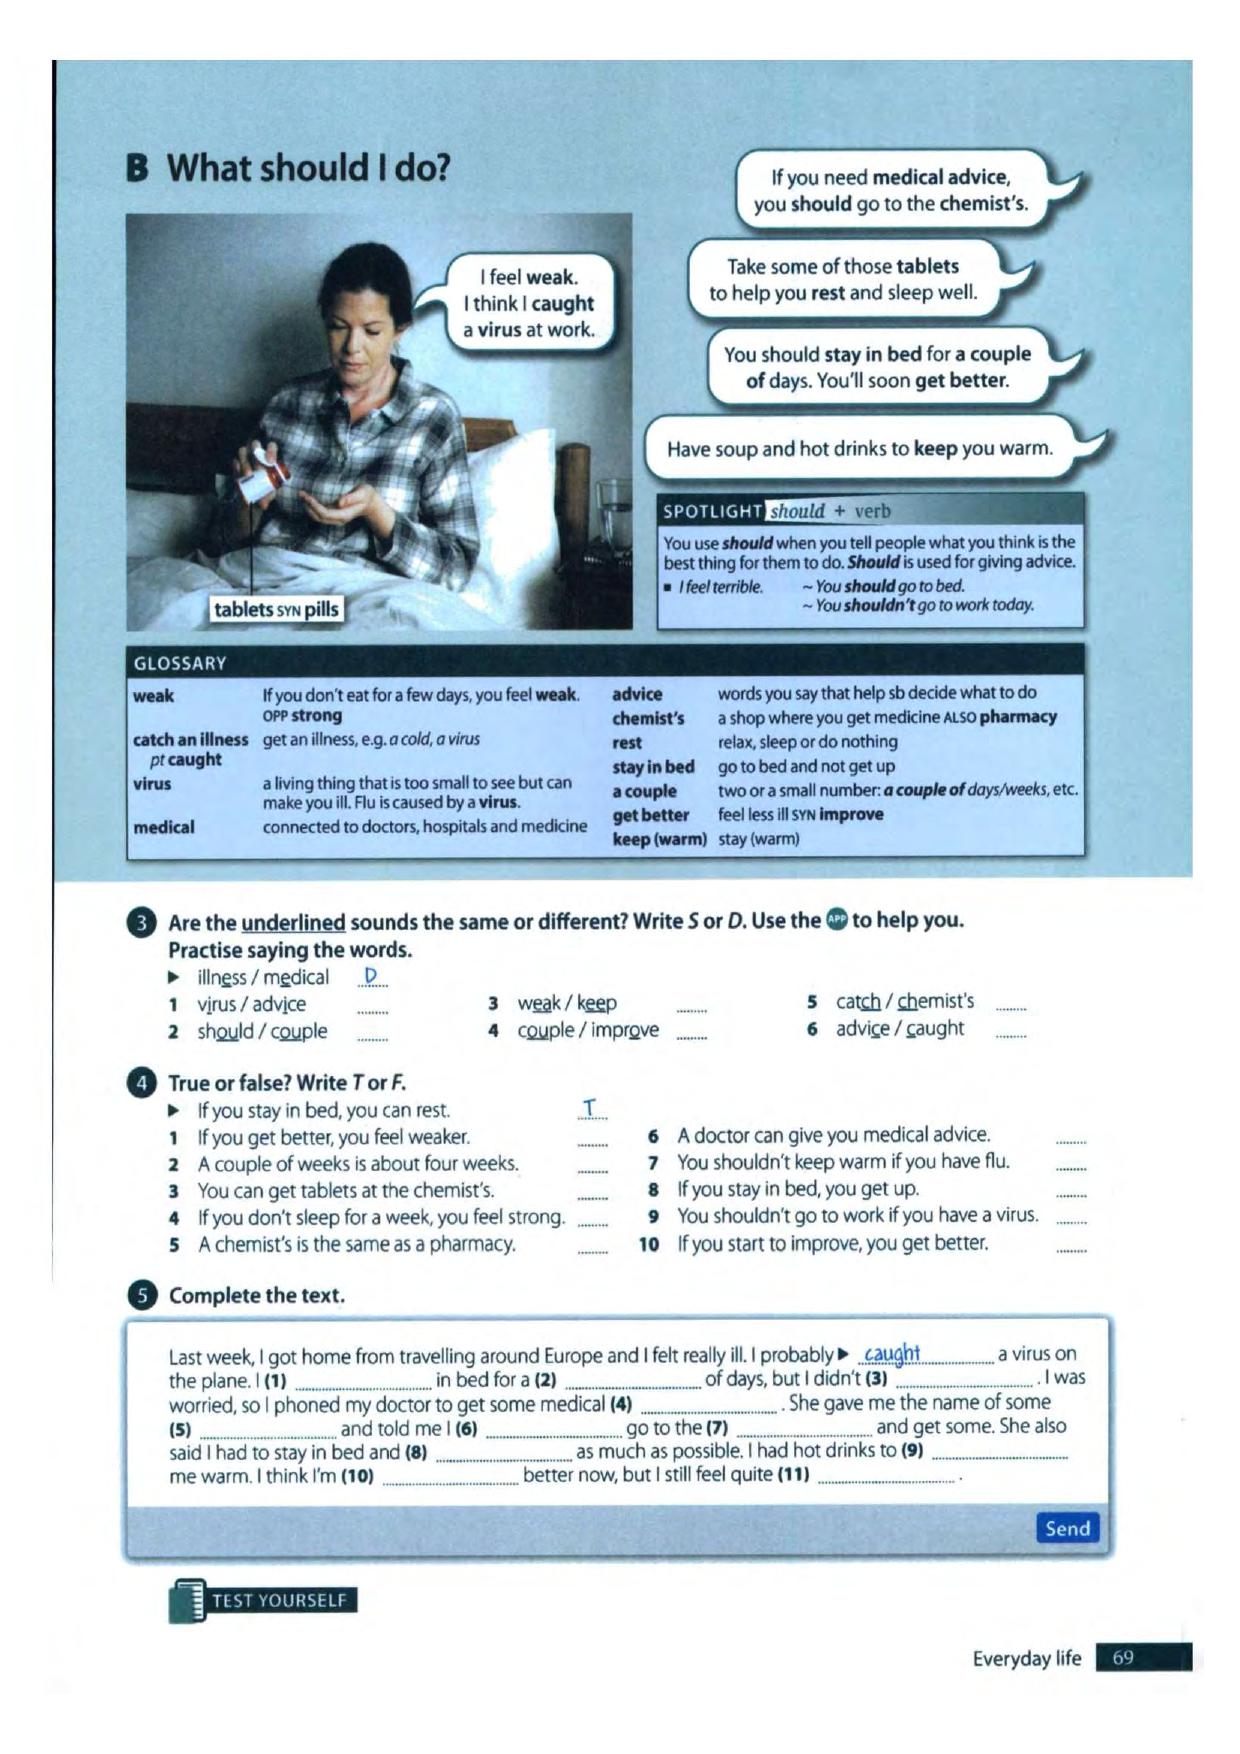 B What should I do?
I feel weak.
I think I caught
a virus at work.
tablets SYN pills
If you need medical advice,
you should go to the chemist's.
Take some of those tablets
to help you rest and sleep well.
You should stay in bed for a couple
of days. You'll soon get better.
Have soup and hot drinks to keep you warm.
SPOTLIGHT should + verb
You use should when you tell people what you think is the
best thing for them to do. Should is used for giving advice.
▪ I feel terrible. ~ You should go to bed.
~ You shouldn't go to work today.
GLOSSARY
weak If you don't eat for a few days, you feel weak.
OPP strong
catch an illness get an illness, e.g. a cold, a virus
pt caught
virus a living thing that is too small to see but can
make you ill. Flu is caused by a virus.
medical connected to doctors, hospitals and medicine
advice words you say that help sb decide what to do
chemist's a shop where you get medicine ALSO pharmacy
rest relax, sleep or do nothing
stay in bed go to bed and not get up
a couple two or a small number: a couple of days/weeks, etc.
get better feel less ill SYN improve
keep (warm) stay (warm)
3 Are the underlined sounds the same or different? Write S or D. Use the APP to help you.
Practise saying the words.
▶ illness / medical D
1 virus / advice ........
2 should / couple ........
3 weak / keep ........
4 couple / improve ........
5 catch / chemist's ........
6 advice / caught ........
4 True or false? Write T or F.
▶ If you stay in bed, you can rest. T
1 If you get better, you feel weaker. ........
2 A couple of weeks is about four weeks. ........
3 You can get tablets at the chemist's. ........
4 If you don't sleep for a week, you feel strong. ........
5 A chemist's is the same as a pharmacy. ........
6 A doctor can give you medical advice. ........
7 You shouldn't keep warm if you have flu. ........
8 If you stay in bed, you get up. ........
9 You shouldn't go to work if you have a virus. ........
10 If you start to improve, you get better. ........
5 Complete the text.
Last week, I got home from travelling around Europe and I felt really ill. I probably ▶ caught a virus on
the plane. I (1) ........ in bed for a (2) ........ of days, but I didn't (3) ........ . I was
worried, so I phoned my doctor to get some medical (4) ........ . She gave me the name of some
(5) ........ and told me I (6) ........ go to the (7) ........ and get some. She also
said I had to stay in bed and (8) ........ as much as possible. I had hot drinks to (9) ........
me warm. I think I'm (10) ........ better now, but I still feel quite (11) ........ .
Send
TEST YOURSELF
Everyday life 69